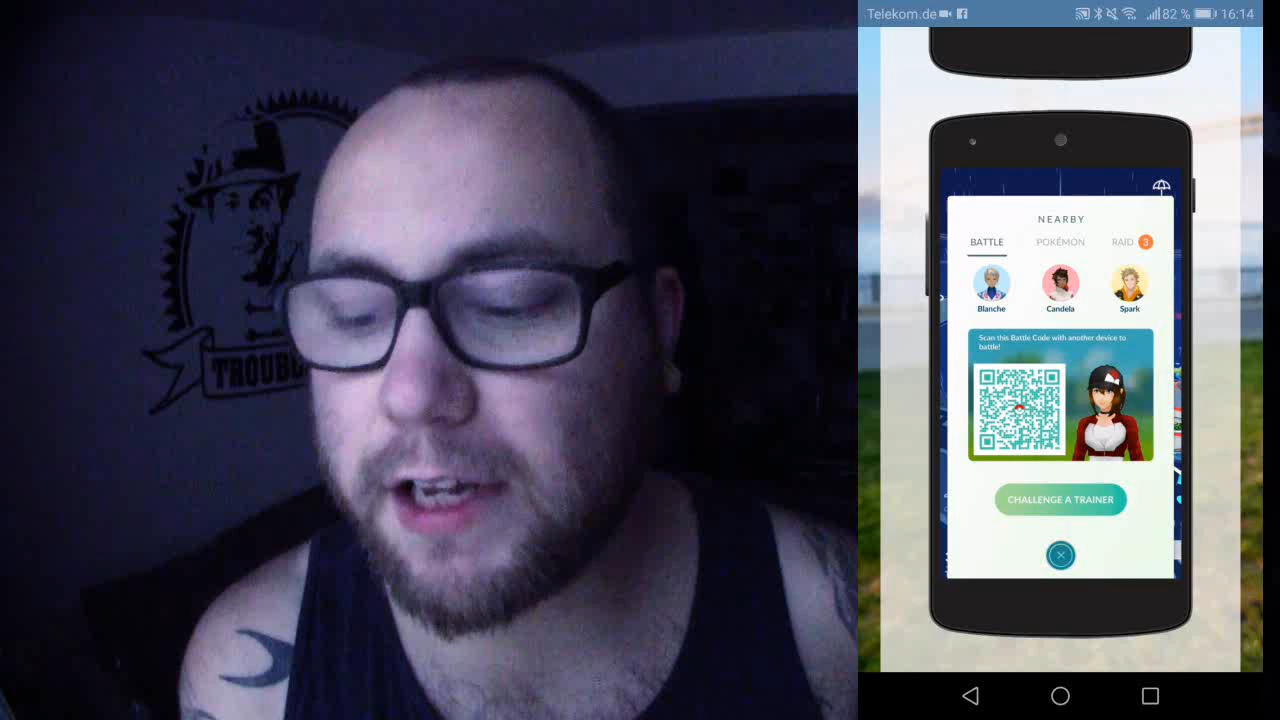 Telekom.de
82 %
16:14
NEARBY
BATTLE POKÉMON RAID 3
Blanche Candela Spark
Scan this Battle Code with another device to
battle!
CHALLENGE A TRAINER